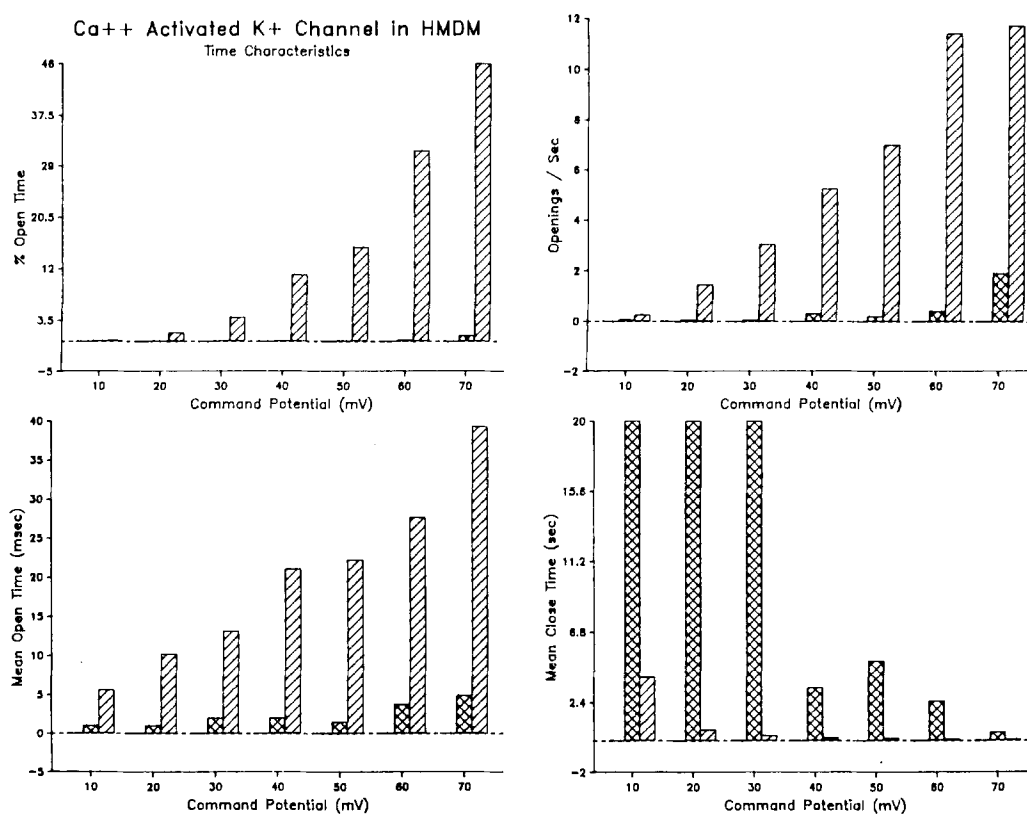 Ca++ Activated K+ Channel in HMDM
Time Characteristics
% Open Time
46
37.5
29
20.5
12
3.5
-5
10 20 30 40 50 60 70
Command Potential (mV)
Openings / Sec
12
10
8
6
4
2
0
-2
10 20 30 40 50 60 70
Command Potential (mV)
Mean Open Time (msec)
40
35
30
25
20
15
10
5
0
-5
10 20 30 40 50 60 70
Command Potential (mV)
Mean Close Time (sec)
20
15.6
11.2
6.8
2.4
-2
10 20 30 40 50 60 70
Command Potential (mV)